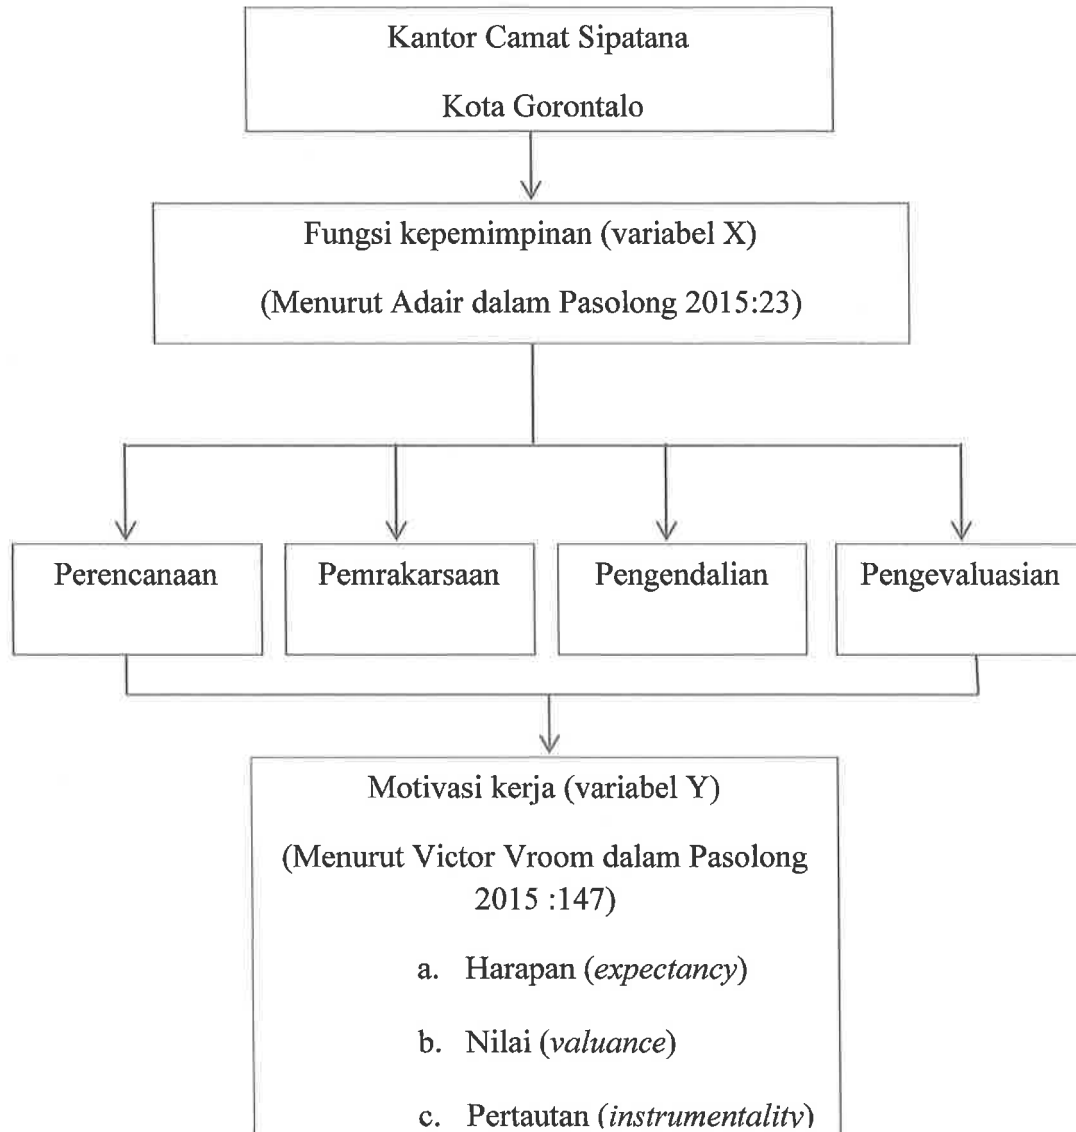 Kantor Camat Sipatana
Kota Gorontalo
Fungsi kepemimpinan (variabel X)
(Menurut Adair dalam Pasolong 2015:23)
Perencanaan
Pemrakarsaan
Pengendalian
Pengevaluasian
Motivasi kerja (variabel Y)
(Menurut Victor Vroom dalam Pasolong
2015 :147)
a. Harapan (expectancy)
b. Nilai (valuance)
c. Pertautan (instrumentality)